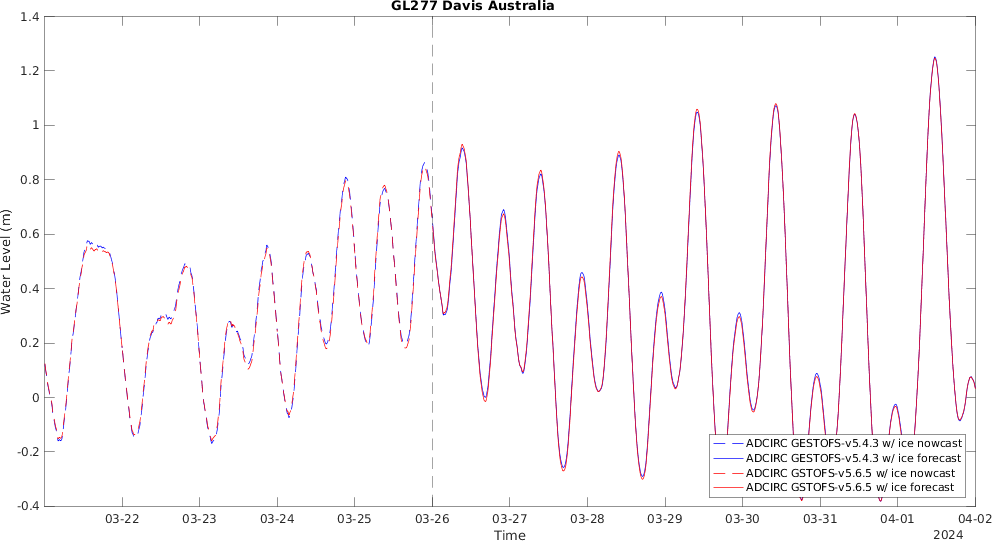 GL277 Davis Australia
1.4
1.2
1
0.8
0.6
0.4
0.2
0
-0.2
-0.4
Water Level (m)
ADCIRC GESTOFS-v5.4.3 w/ ice nowcast
ADCIRC GESTOFS-v5.4.3 w/ ice forecast
ADCIRC GSTOFS-v5.6.5 w/ ice nowcast
ADCIRC GSTOFS-v5.6.5 w/ ice forecast
03-22 03-23 03-24 03-25 03-26 03-27 03-28 03-29 03-30 03-31 04-01 04-02
Time
2024